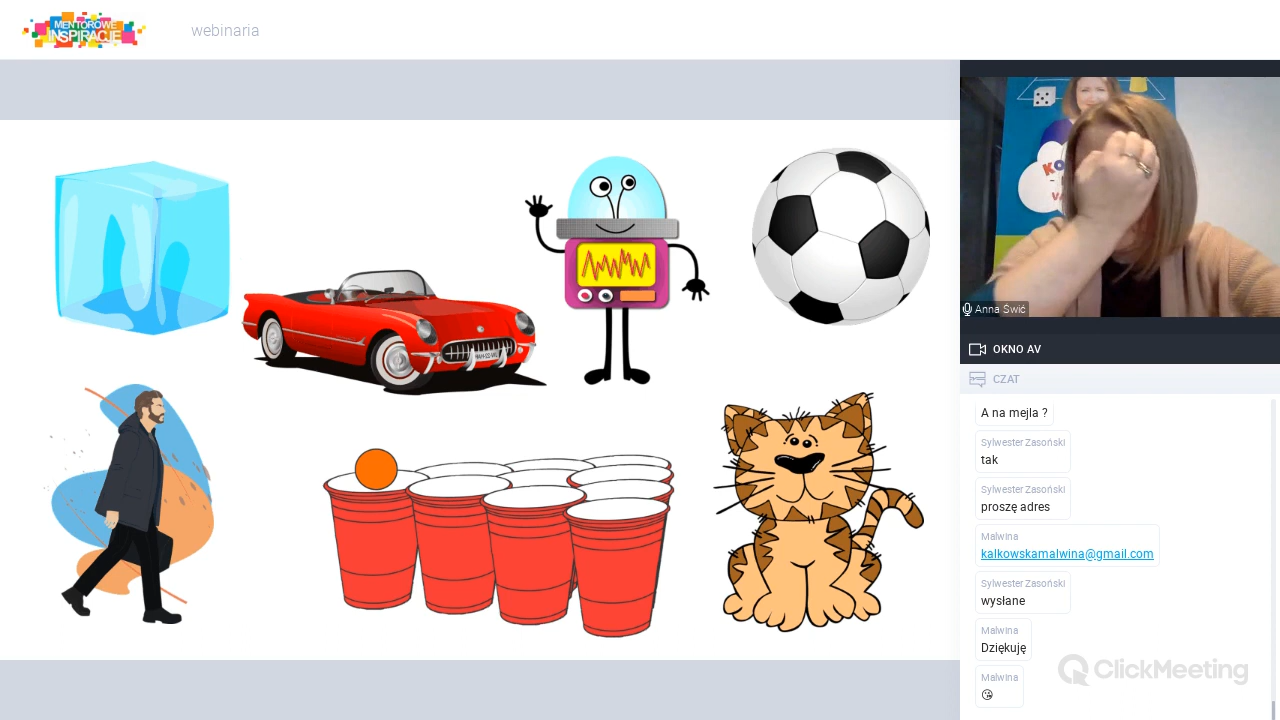 MENTOROWE
INSPIRACJE
webinaria
Anna Świć
OKNO AV
CZAT
A na mejla ?
Sylwester Zasoński
tak
Sylwester Zasoński
proszę adres
Malwina
kalkowskamalwina@gmail.com
Sylwester Zasoński
wysłane
Malwina
Dziękuję
Malwina
😘
ClickMeeting